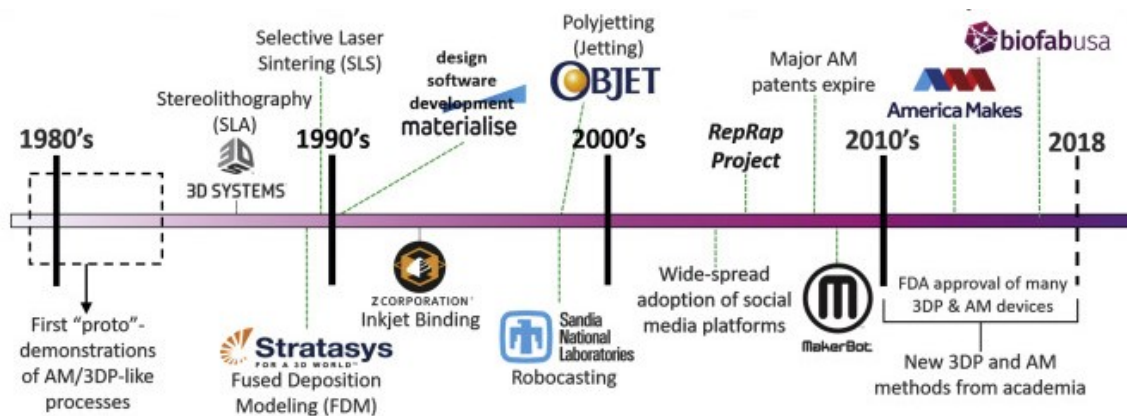 Selective Laser
Sintering (SLS)
design
software
development
materialise
Polyjetting
(Jetting)
OBJET
Major AM
patents expire
biofabusa
America Makes
Stereolithography
(SLA)
3D SYSTEMS
RepRap
Project
1980's
1990's
2000's
2010's
2018
First "proto"-
demonstrations
of AM/3DP-like
processes
Stratasys
FOR A 3D WORLD™
Fused Deposition
Modeling (FDM)
Z CORPORATION
Inkjet Binding
Sandia
National
Laboratories
Robocasting
Wide-spread
adoption of social
media platforms
MakerBot
FDA approval of many
3DP & AM devices
New 3DP and AM
methods from academia